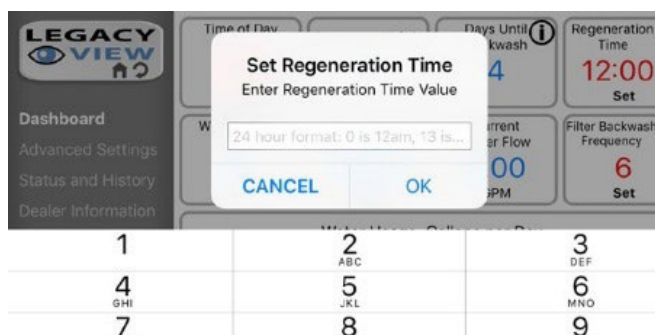 LEGACY
VIEW
Time of Day
Days Until
kwash
4
Regeneration
Time
12:00
Set
Set Regeneration Time
Enter Regeneration Time Value
24 hour format: 0 is 12am, 13 is...
CANCEL
OK
Dashboard
Advanced Settings
Status and History
Dealer Information
W
rrent
er Flow
00
GPM
Filter Backwash
Frequency
6
Set
1
2
ABC
3
DEF
4
GHI
5
JKL
6
MNO
7
8
9